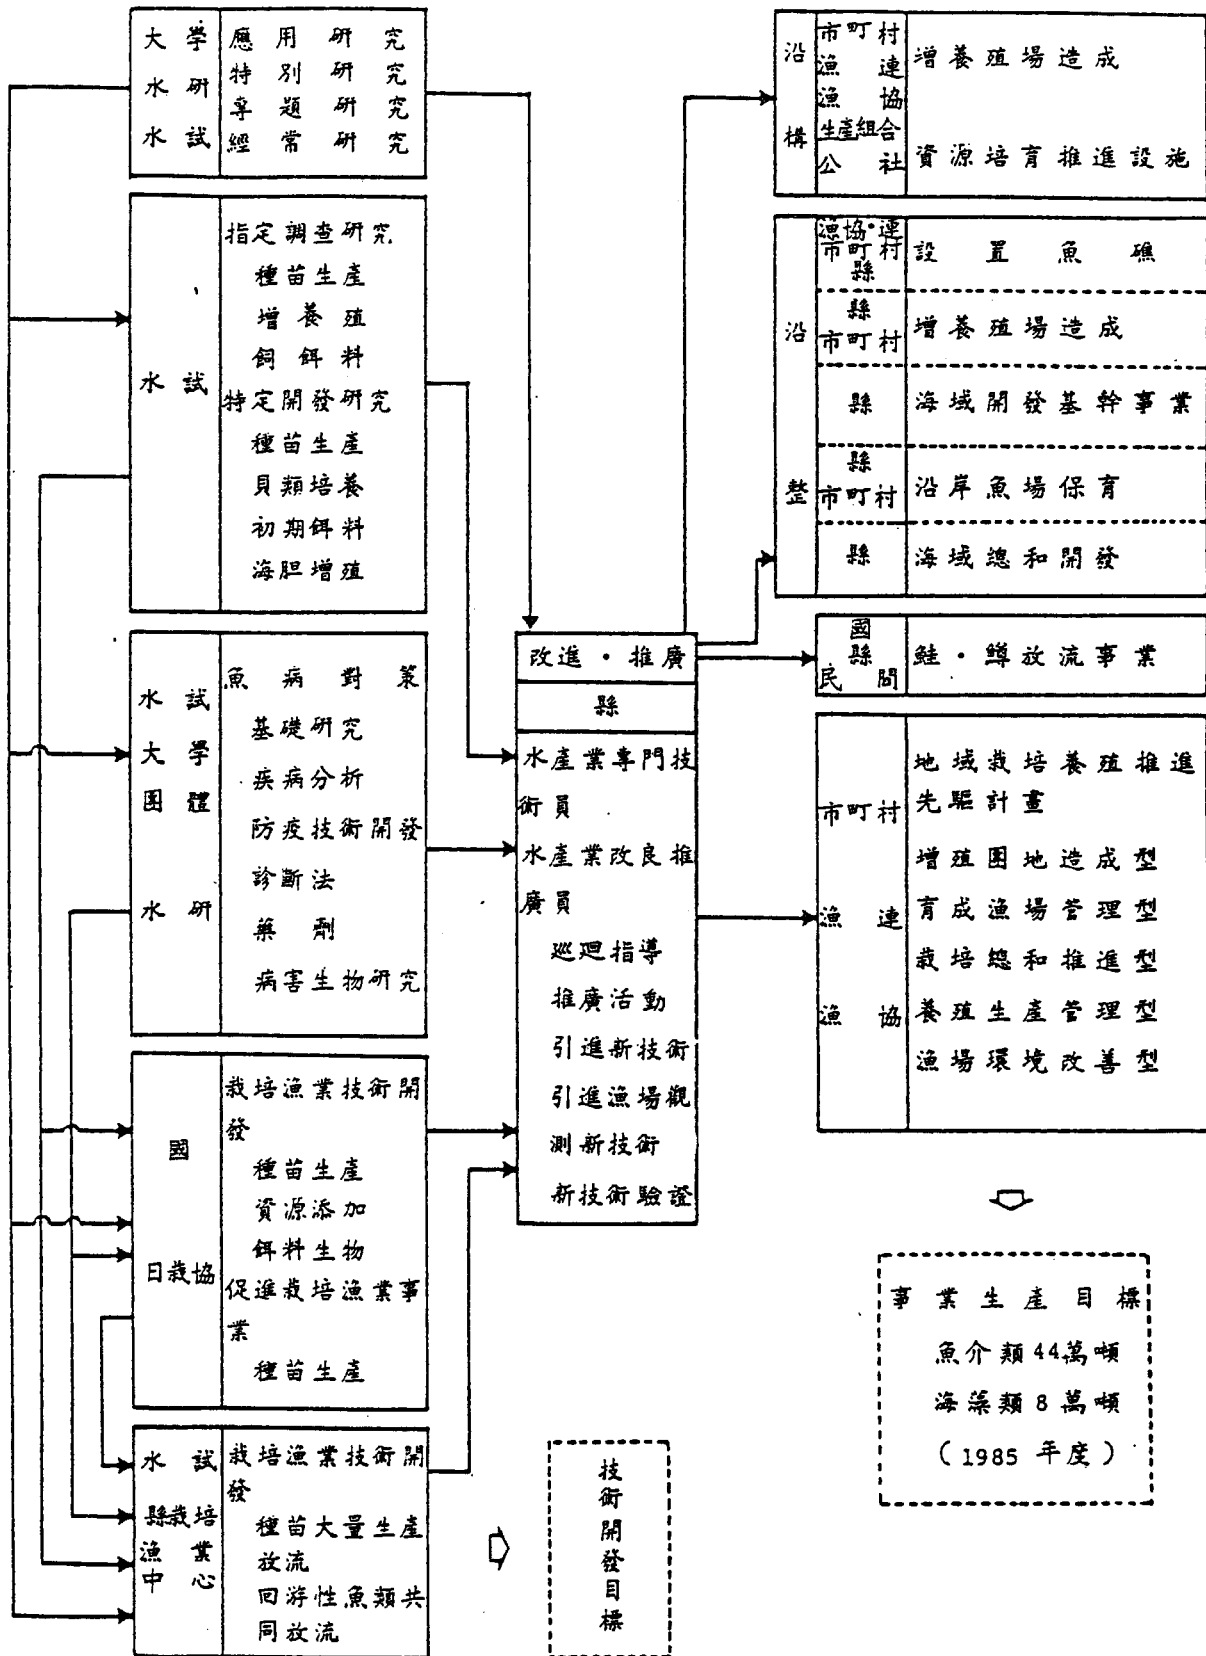 大學 應用研究
水研 特別研究
水試 專題研究
經常研究
水試
指定調查研究
種苗生產
增養殖
飼餌料
特定開發研究
種苗生產
貝類培養
初期餌料
海胆增殖
水試
大學
團體
水研
魚病對策
基礎研究
疾病分析
防疫技術開發
診斷法
藥劑
病害生物研究
國
日栽協
栽培漁業技術開
發
種苗生產
資源添加
餌料生物
促進栽培漁業事
業
種苗生產
水試
縣栽培
漁業
中心
栽培漁業技術開
發
種苗大量生產
放流
回游性魚類共
同放流
改進・推廣
縣
水產業專門技
術員
水產業改良推
廣員
巡迴指導
推廣活動
引進新技術
引進漁場觀
測新技術
新技術驗證
技術開發目標
沿構
市町村
漁連
漁協
生產組合
公社
增養殖場造成
資源培育推進設施
沿整
漁協・連
市町村
縣
設置魚礁
縣
市町村
增養殖場造成
縣
海域開發基幹事業
縣
市町村
沿岸魚場保育
縣
海域總和開發
國
縣
民間
鮭・鱒放流事業
市町村
漁連
漁協
地域栽培養殖推進
先驅計畫
增殖團地造成型
育成漁場管理型
栽培總和推進型
養殖生產管理型
漁場環境改善型
事業生產目標
魚介類44萬噸
海藻類8萬噸
(1985年度)